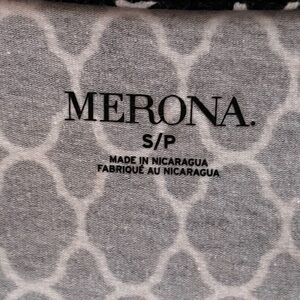 MERONA.
S/P
MADE IN NICARAGUA
FABRIQUÉ AU NICARAGUA